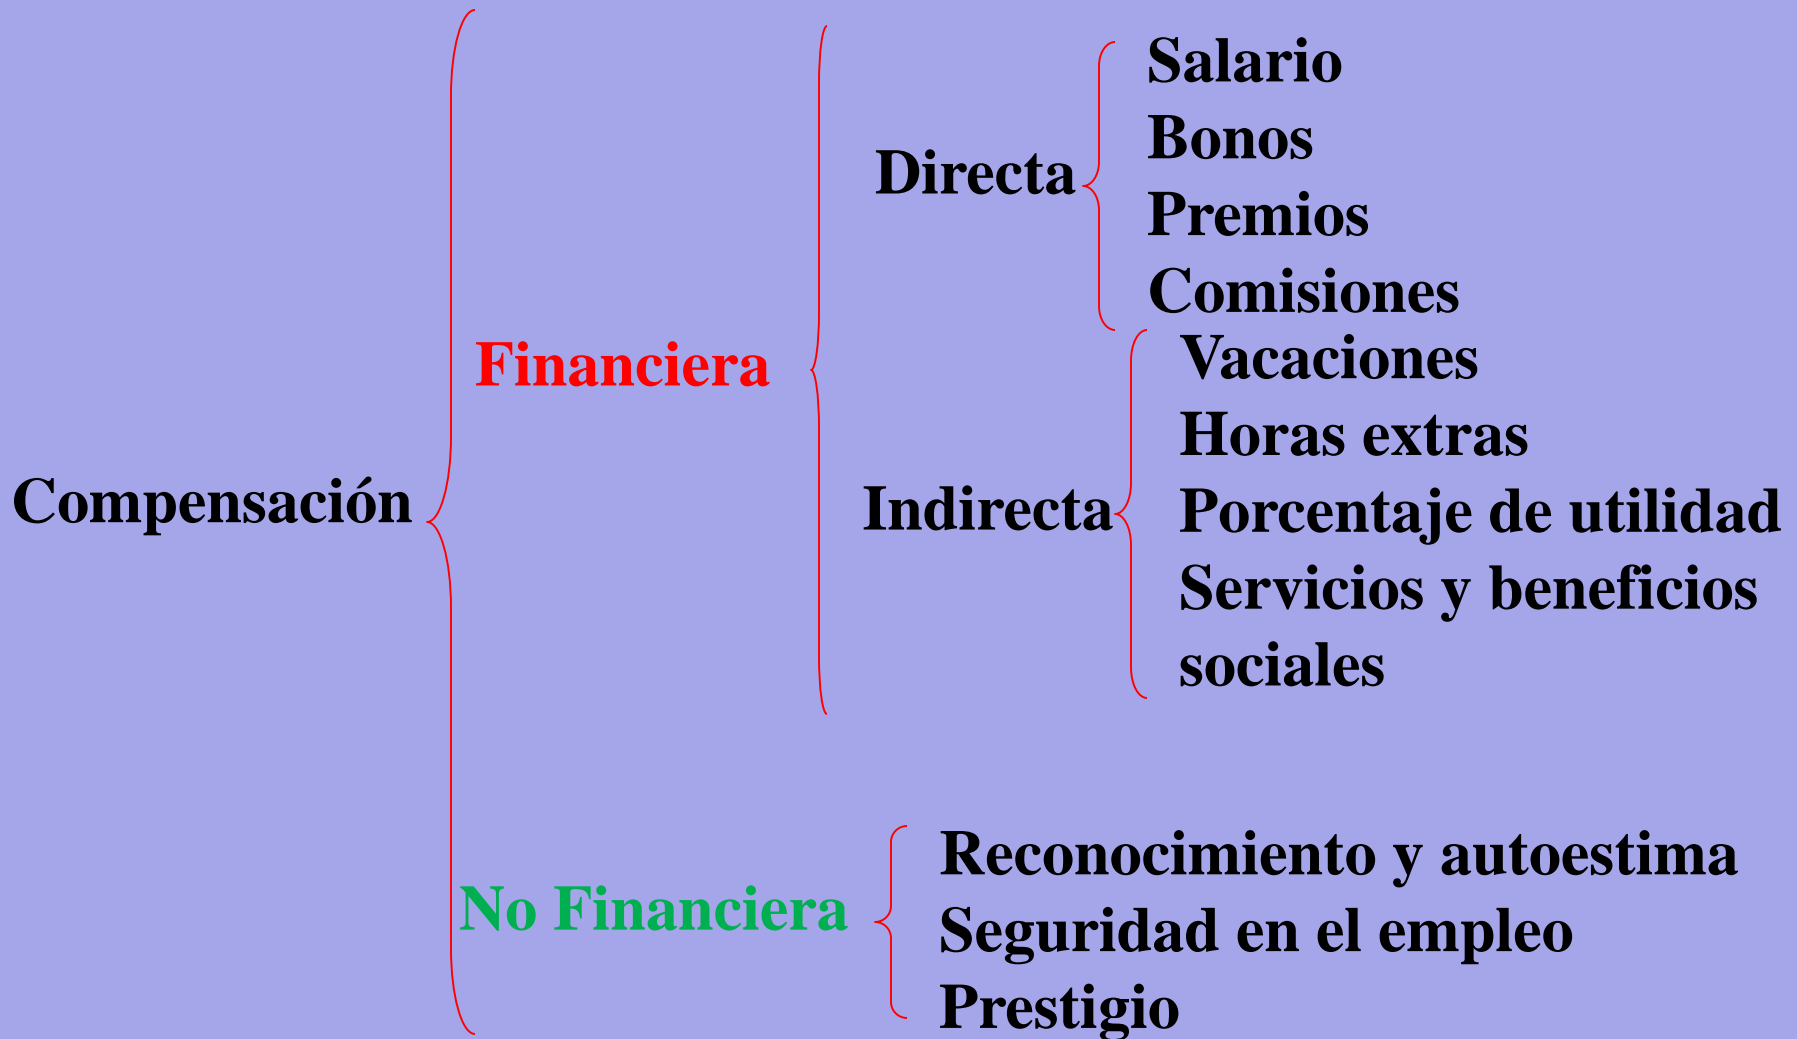 Compensación
Financiera
Directa
Salario
Bonos
Premios
Comisiones
Indirecta
Vacaciones
Horas extras
Porcentaje de utilidad
Servicios y beneficios
sociales
No Financiera
Reconocimiento y autoestima
Seguridad en el empleo
Prestigio